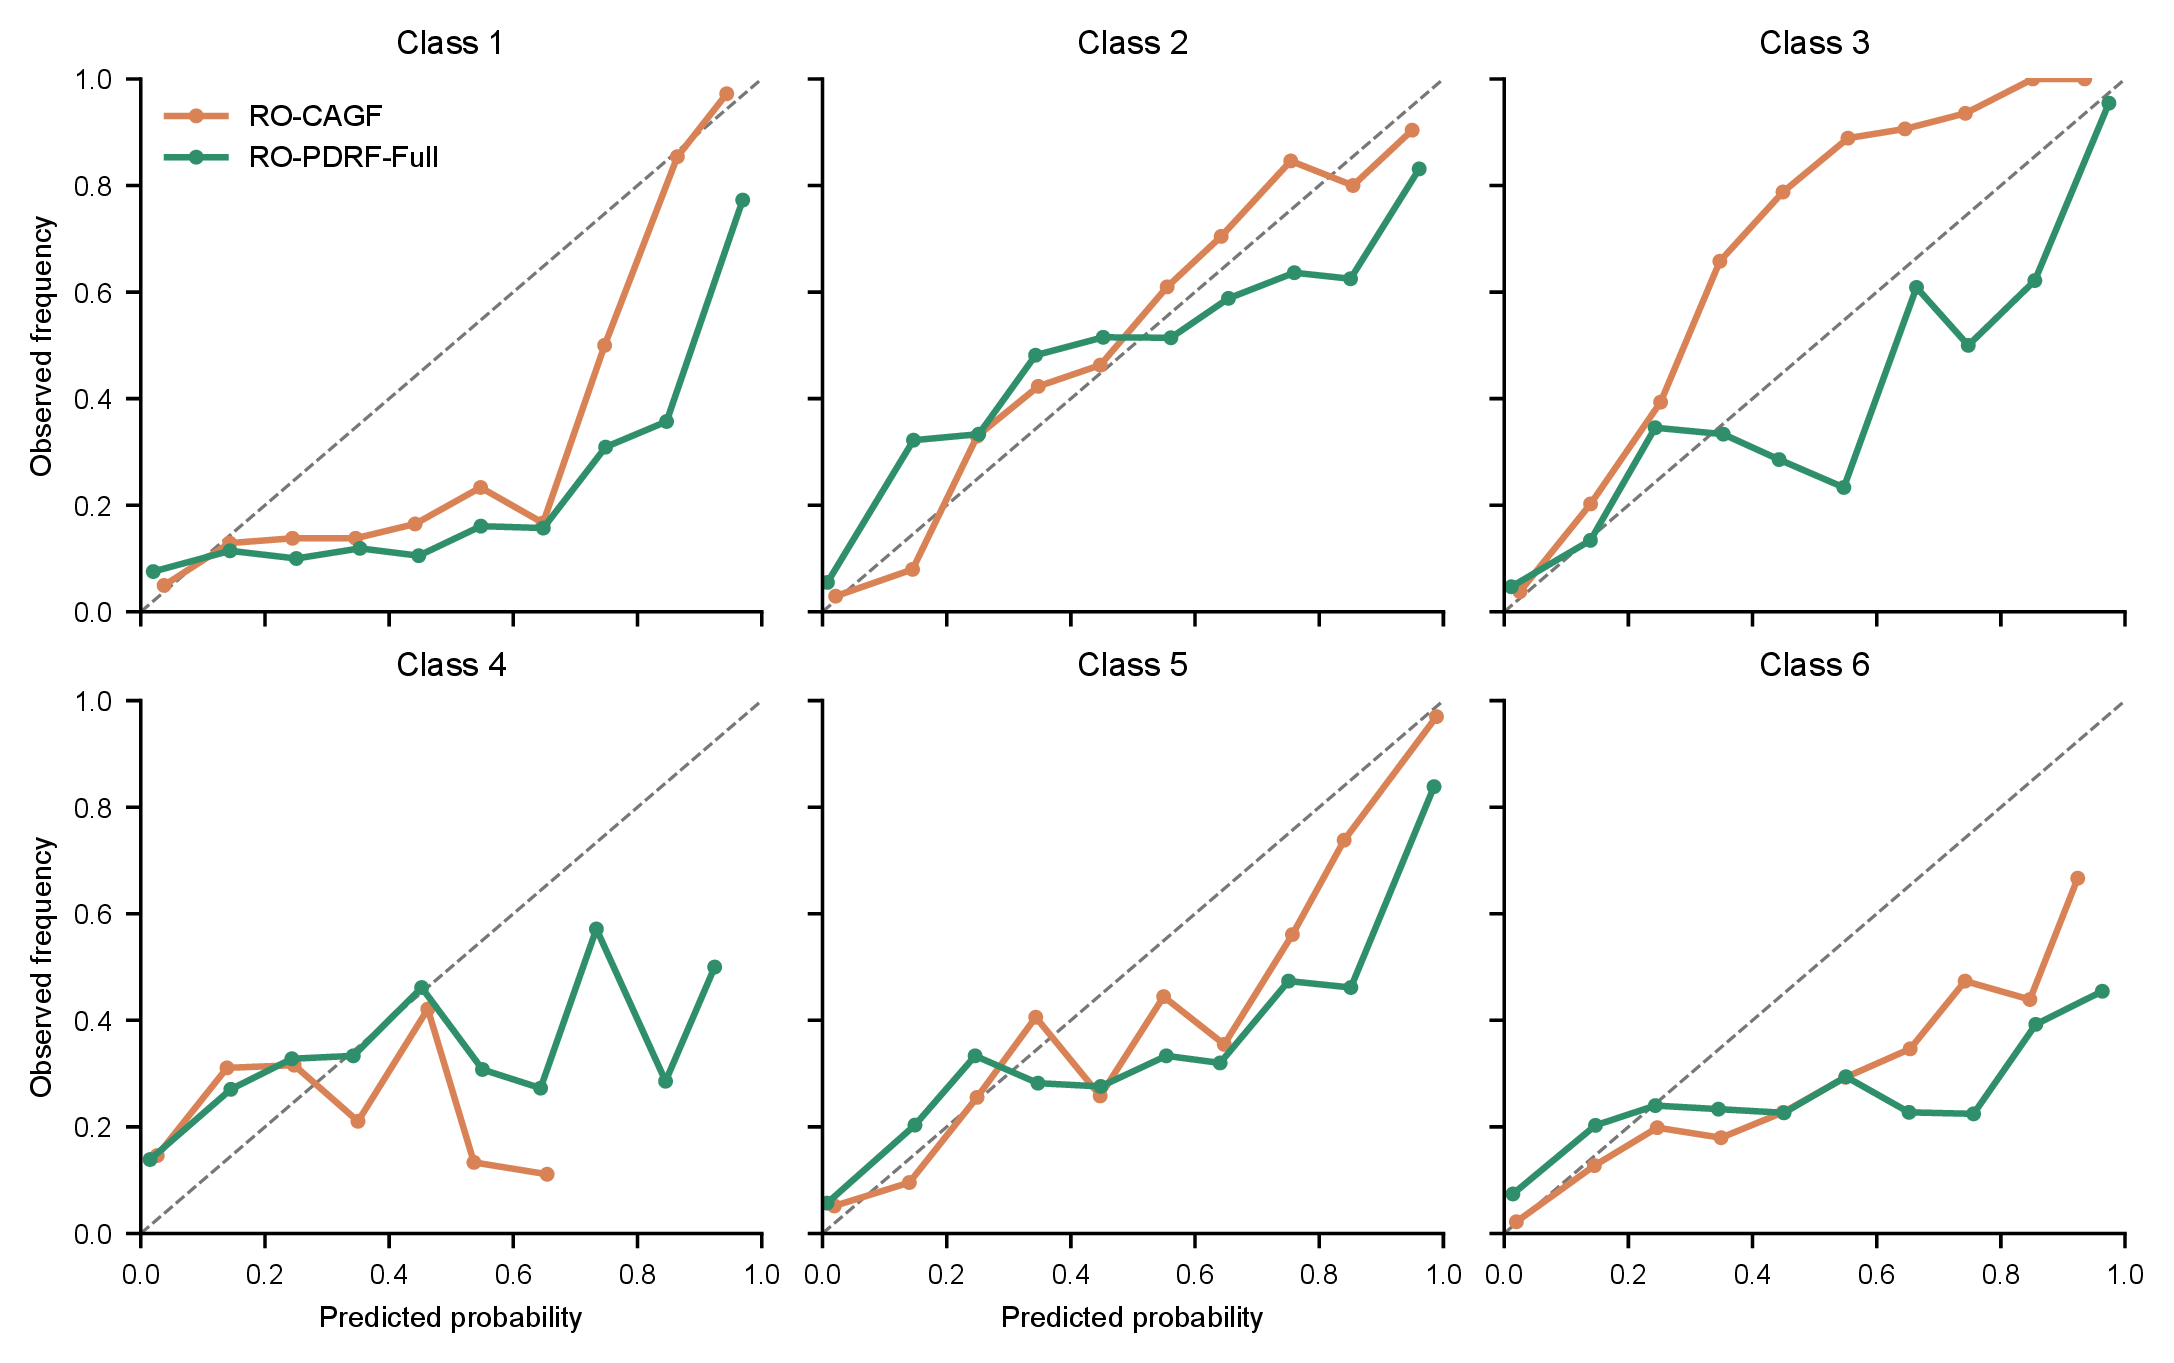 Class 1
Class 2
Class 3
1.0
0.8
0.6
0.4
0.2
0.0
Observed frequency
RO-CAGF
RO-PDRF-Full
Class 4
Class 5
Class 6
1.0
0.8
0.6
0.4
0.2
0.0
Observed frequency
0.0 0.2 0.4 0.6 0.8 1.0
0.0 0.2 0.4 0.6 0.8 1.0
0.0 0.2 0.4 0.6 0.8 1.0
Predicted probability
Predicted probability